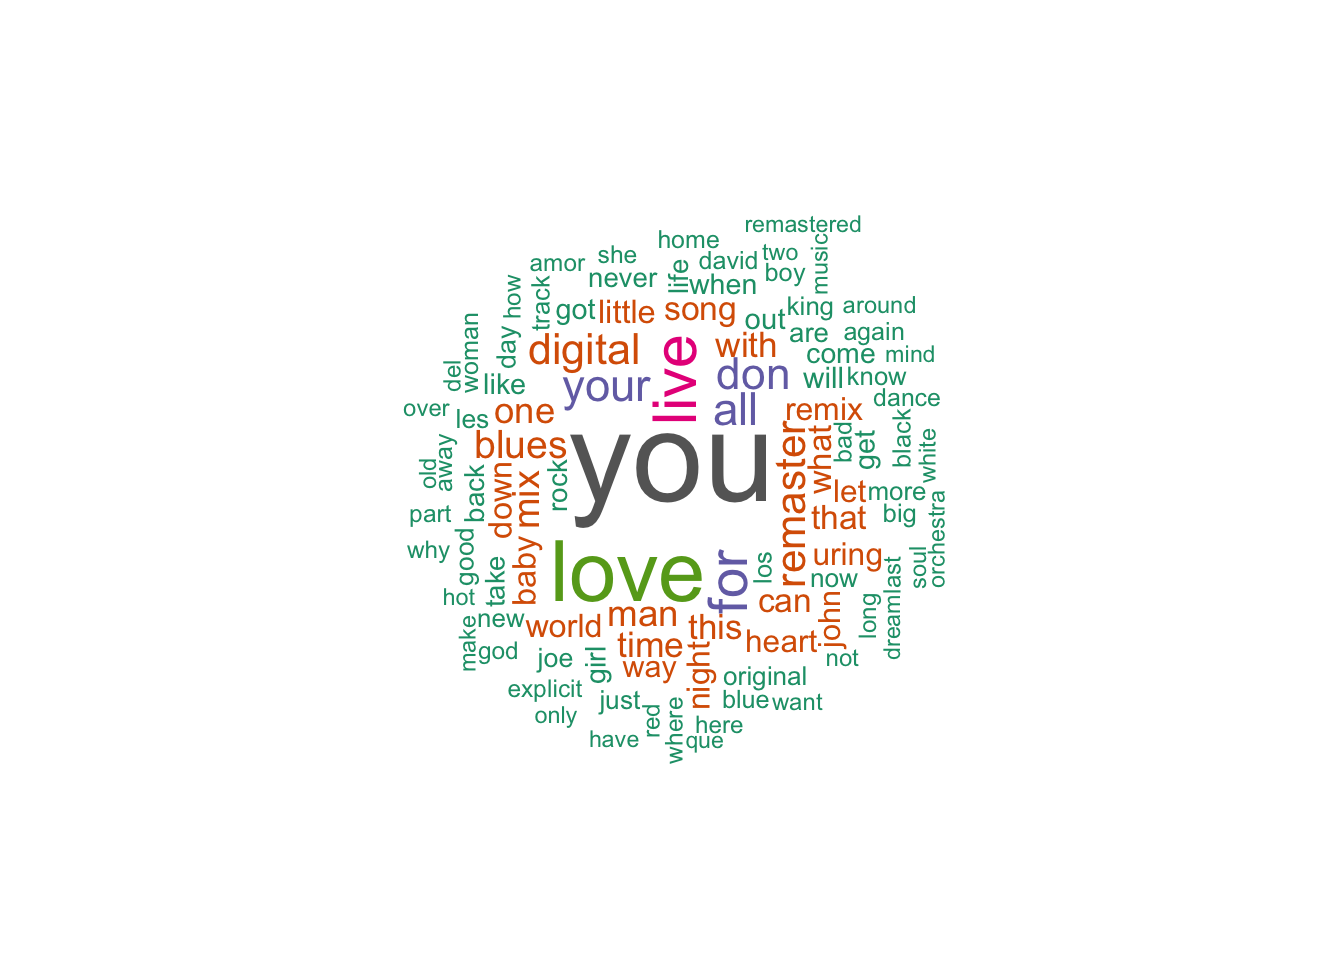 remastered
home
she
two
music
amor
david
life
boy
never
when
how
track
got
little
song
out
king
around
day
are
again
woman
digital
live
with
come
mind
del
your
don
will
know
like
all
remix
dance
over
les
one
what
bad
get
black
white
blues
you
remaster
old
away
back
down
mix
rock
let
more
part
that
big
orchestra
why
good
baby
love
for
los
uring
now
soul
last
hot
take
can
john
long
dream
make
new
world
man
this
heart
not
god
joe
girl
time
way
night
original
explicit
just
blue
want
only
red
where
here
have
que